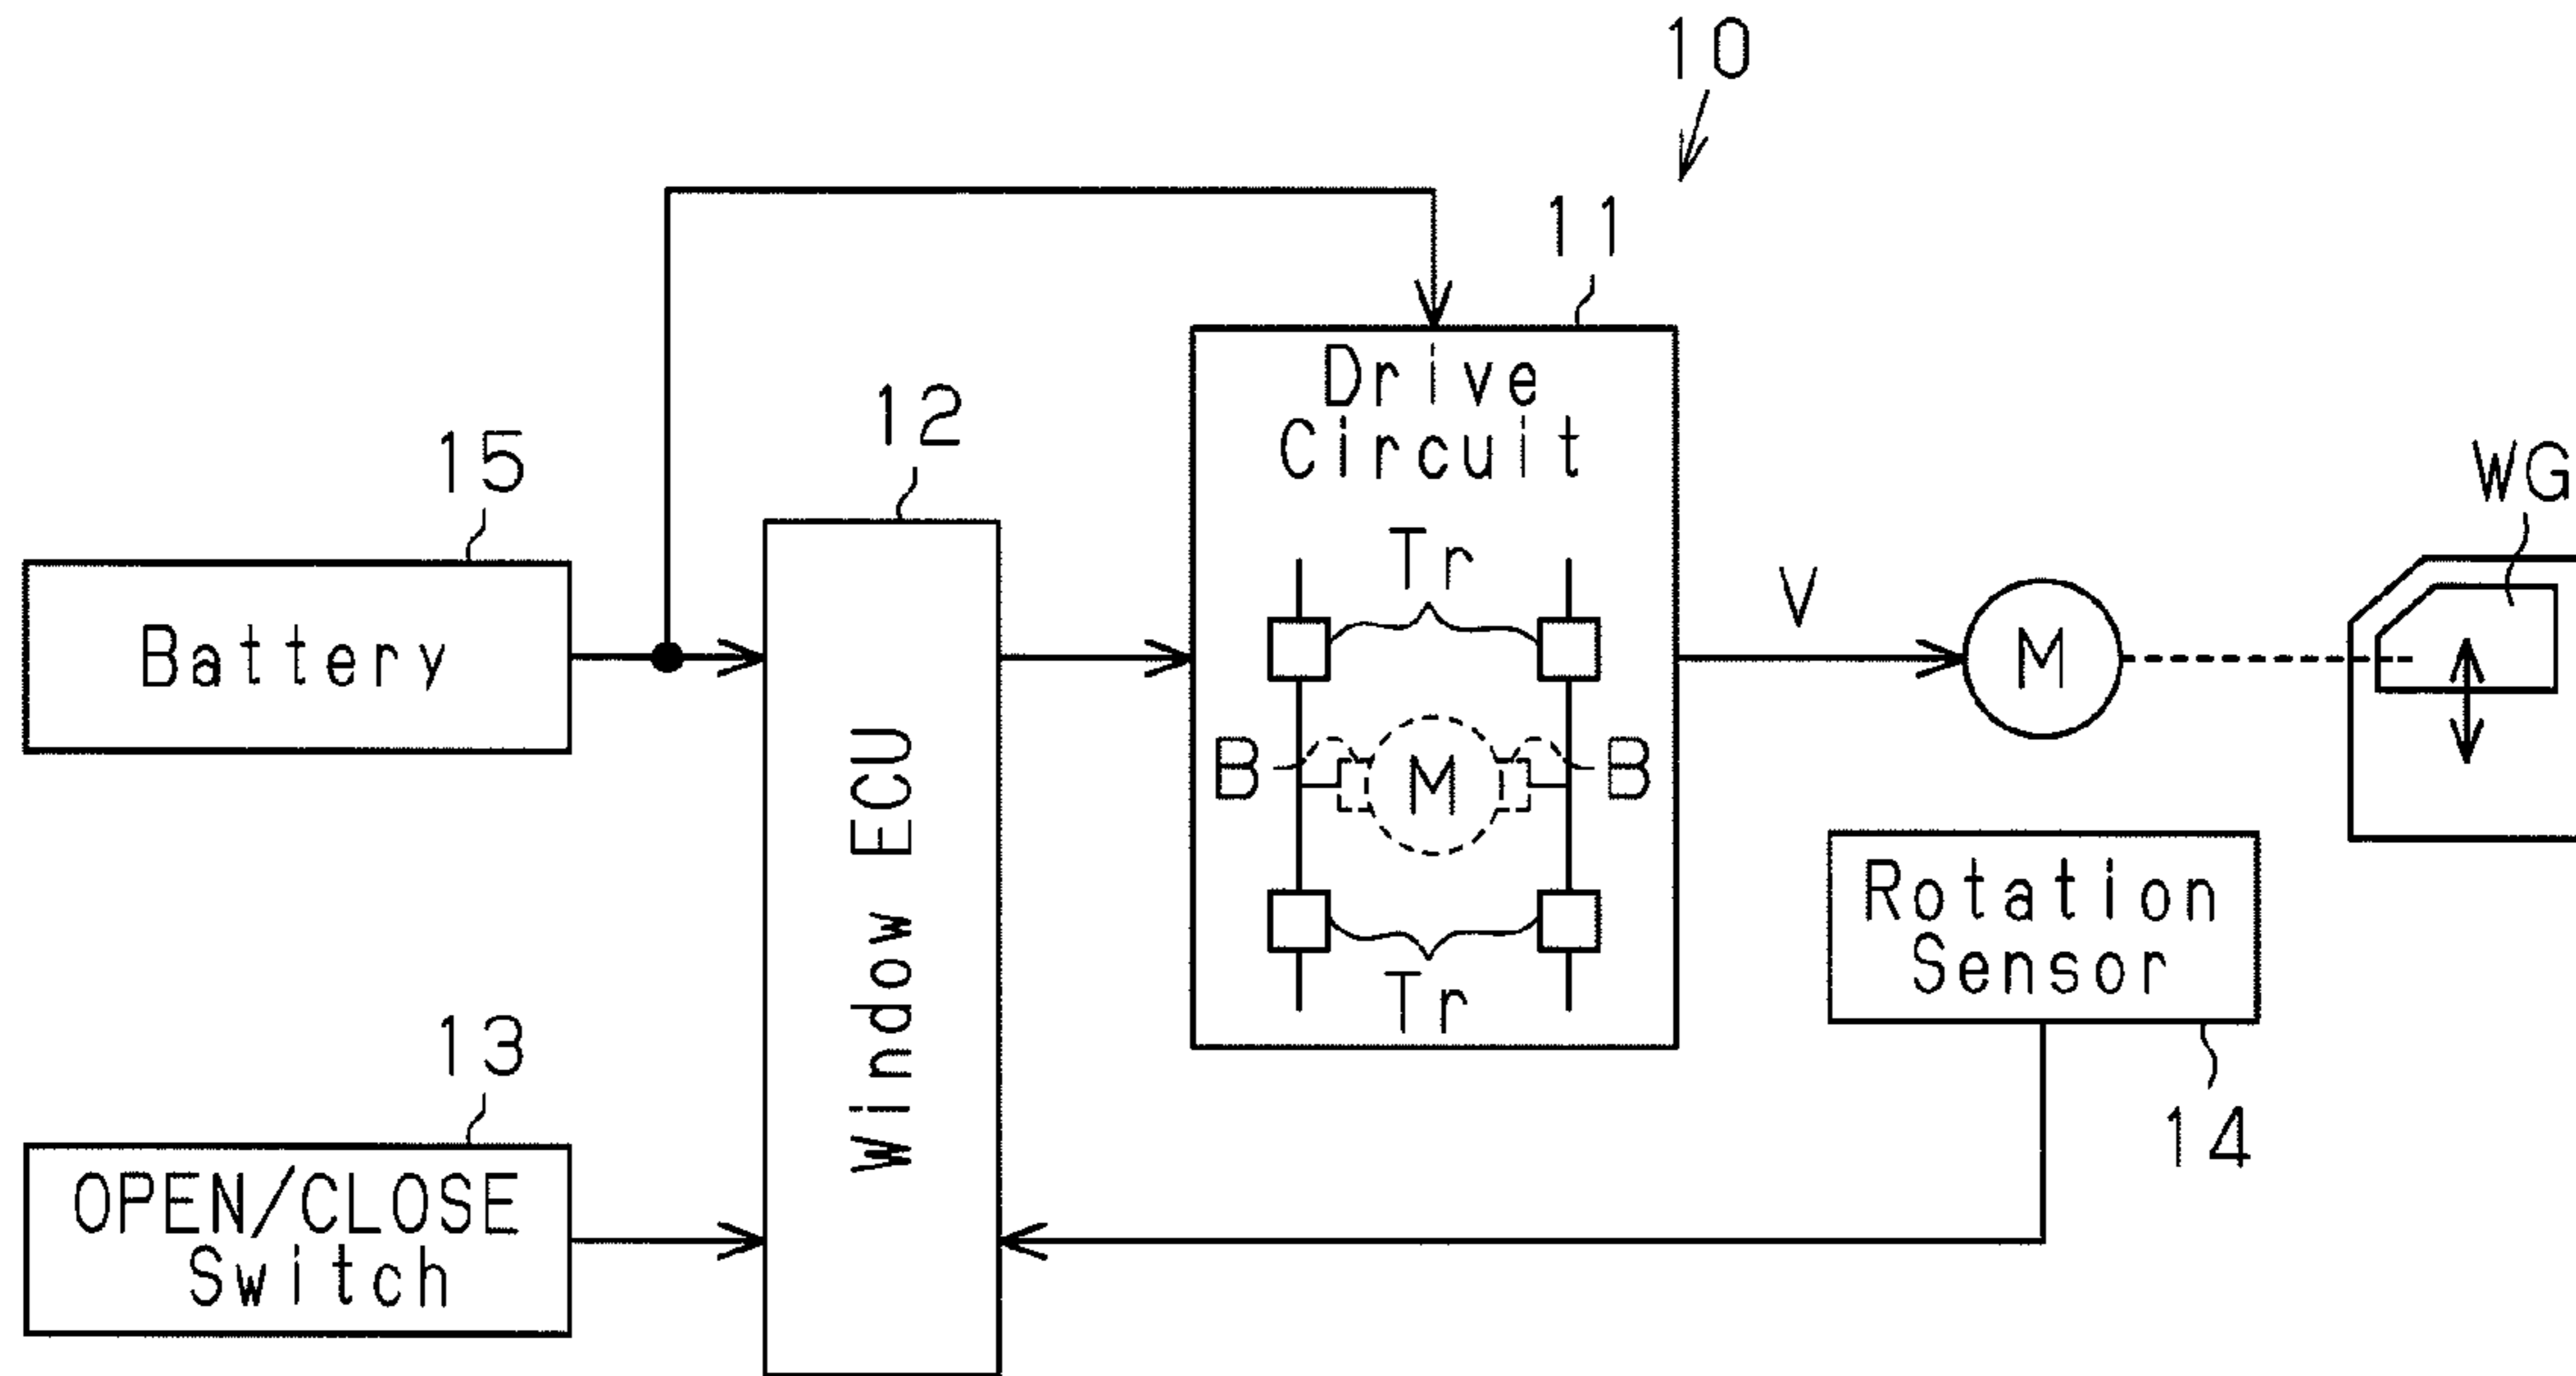 10
11
Drive
Circuit
12
15
WG
Tr
V
Battery
M
B
M
B
Window ECU
Rotation
Sensor
Tr
13
14
OPEN/CLOSE
Switch